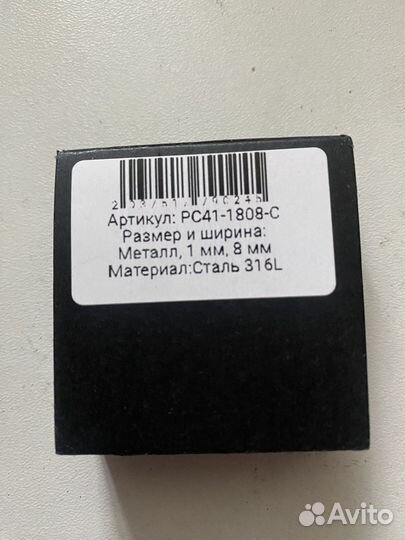 Артикул: PC41-1808-C
Размер и ширина:
Металл, 1 мм, 8 мм
Материал:Сталь 316L
Avito